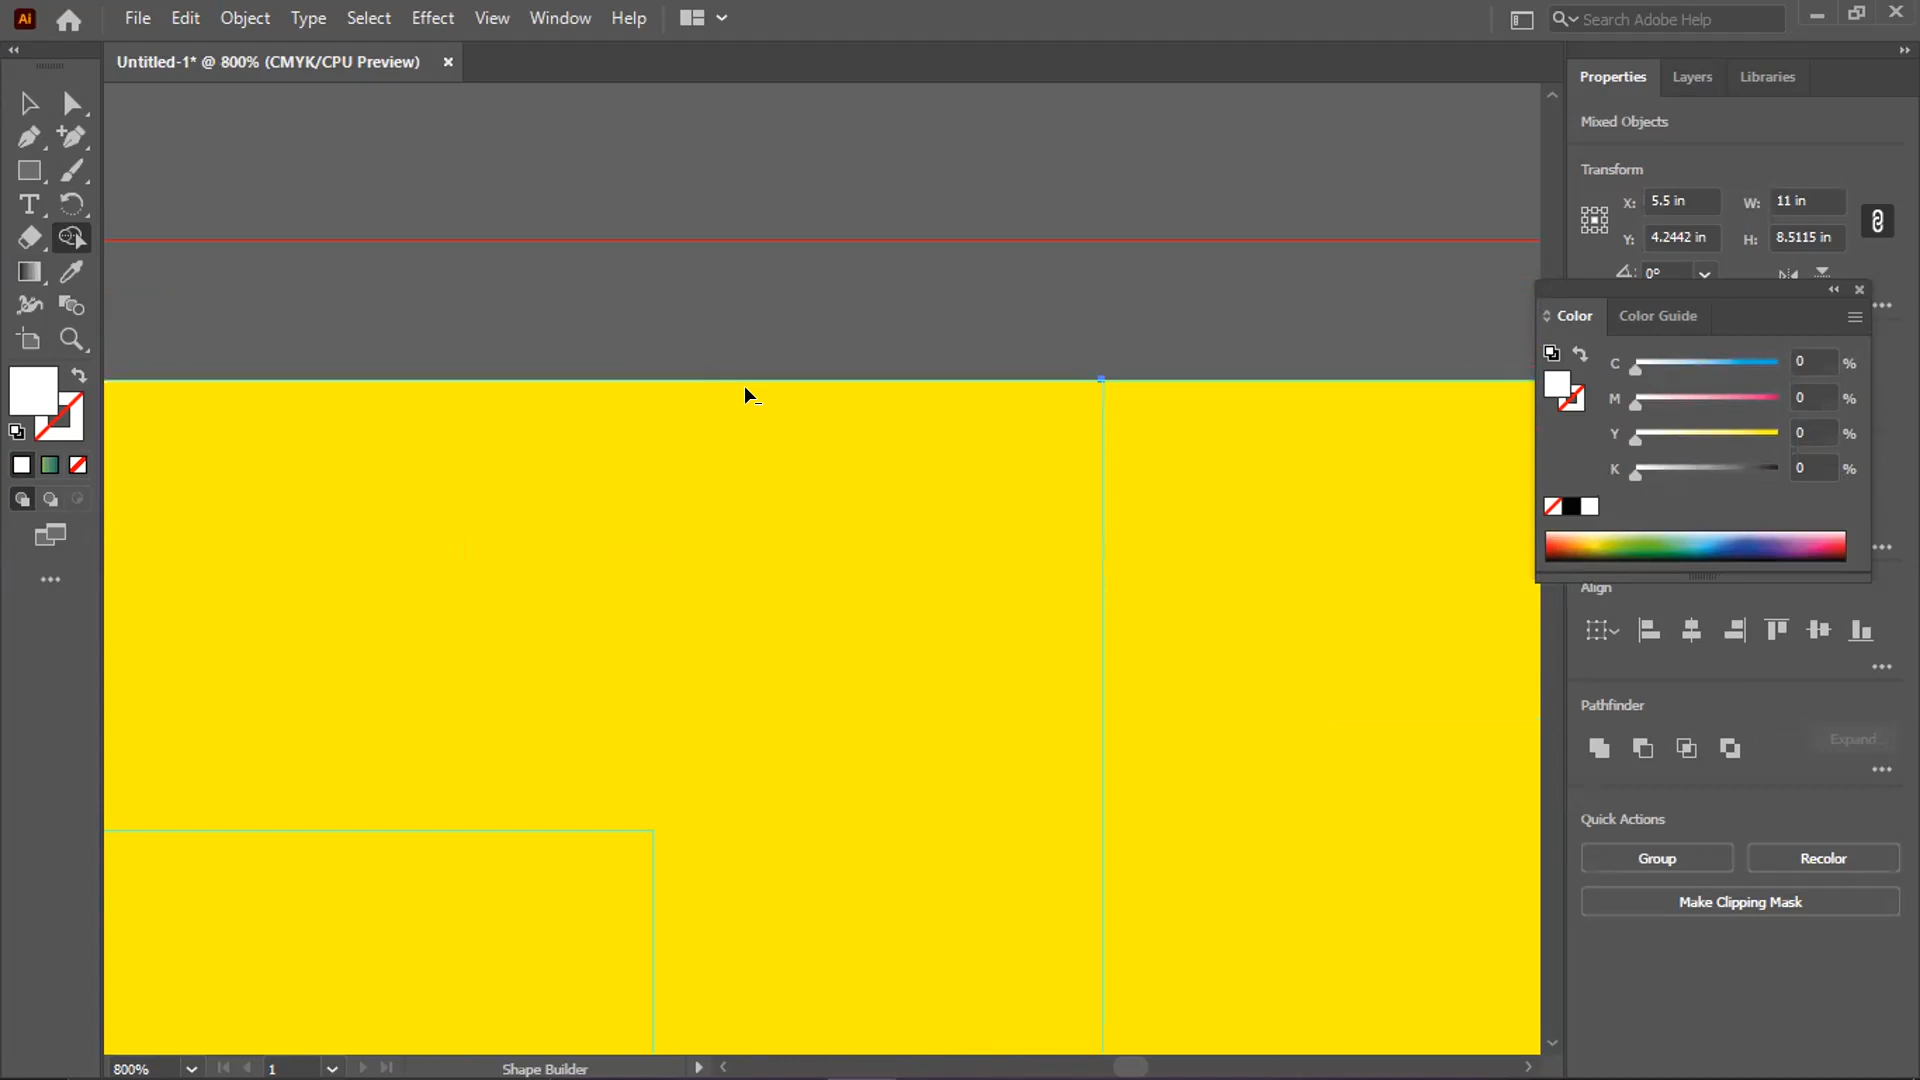 Ai File Edit Object Type Select Effect View Window Help Search Adobe Help
Untitled-1* @ 800% (CMYK/CPU Preview)
Properties Layers Libraries
Mixed Objects
Transform
X: 5.5 in W: 11 in
Y: 4.2442 in H: 8.5115 in
0°
Color Color Guide
C 0 %
M 0 %
Y 0 %
K 0 %
Align
Pathfinder
Expand
Quick Actions
Group Recolor
Make Clipping Mask
800% 1 Shape Builder